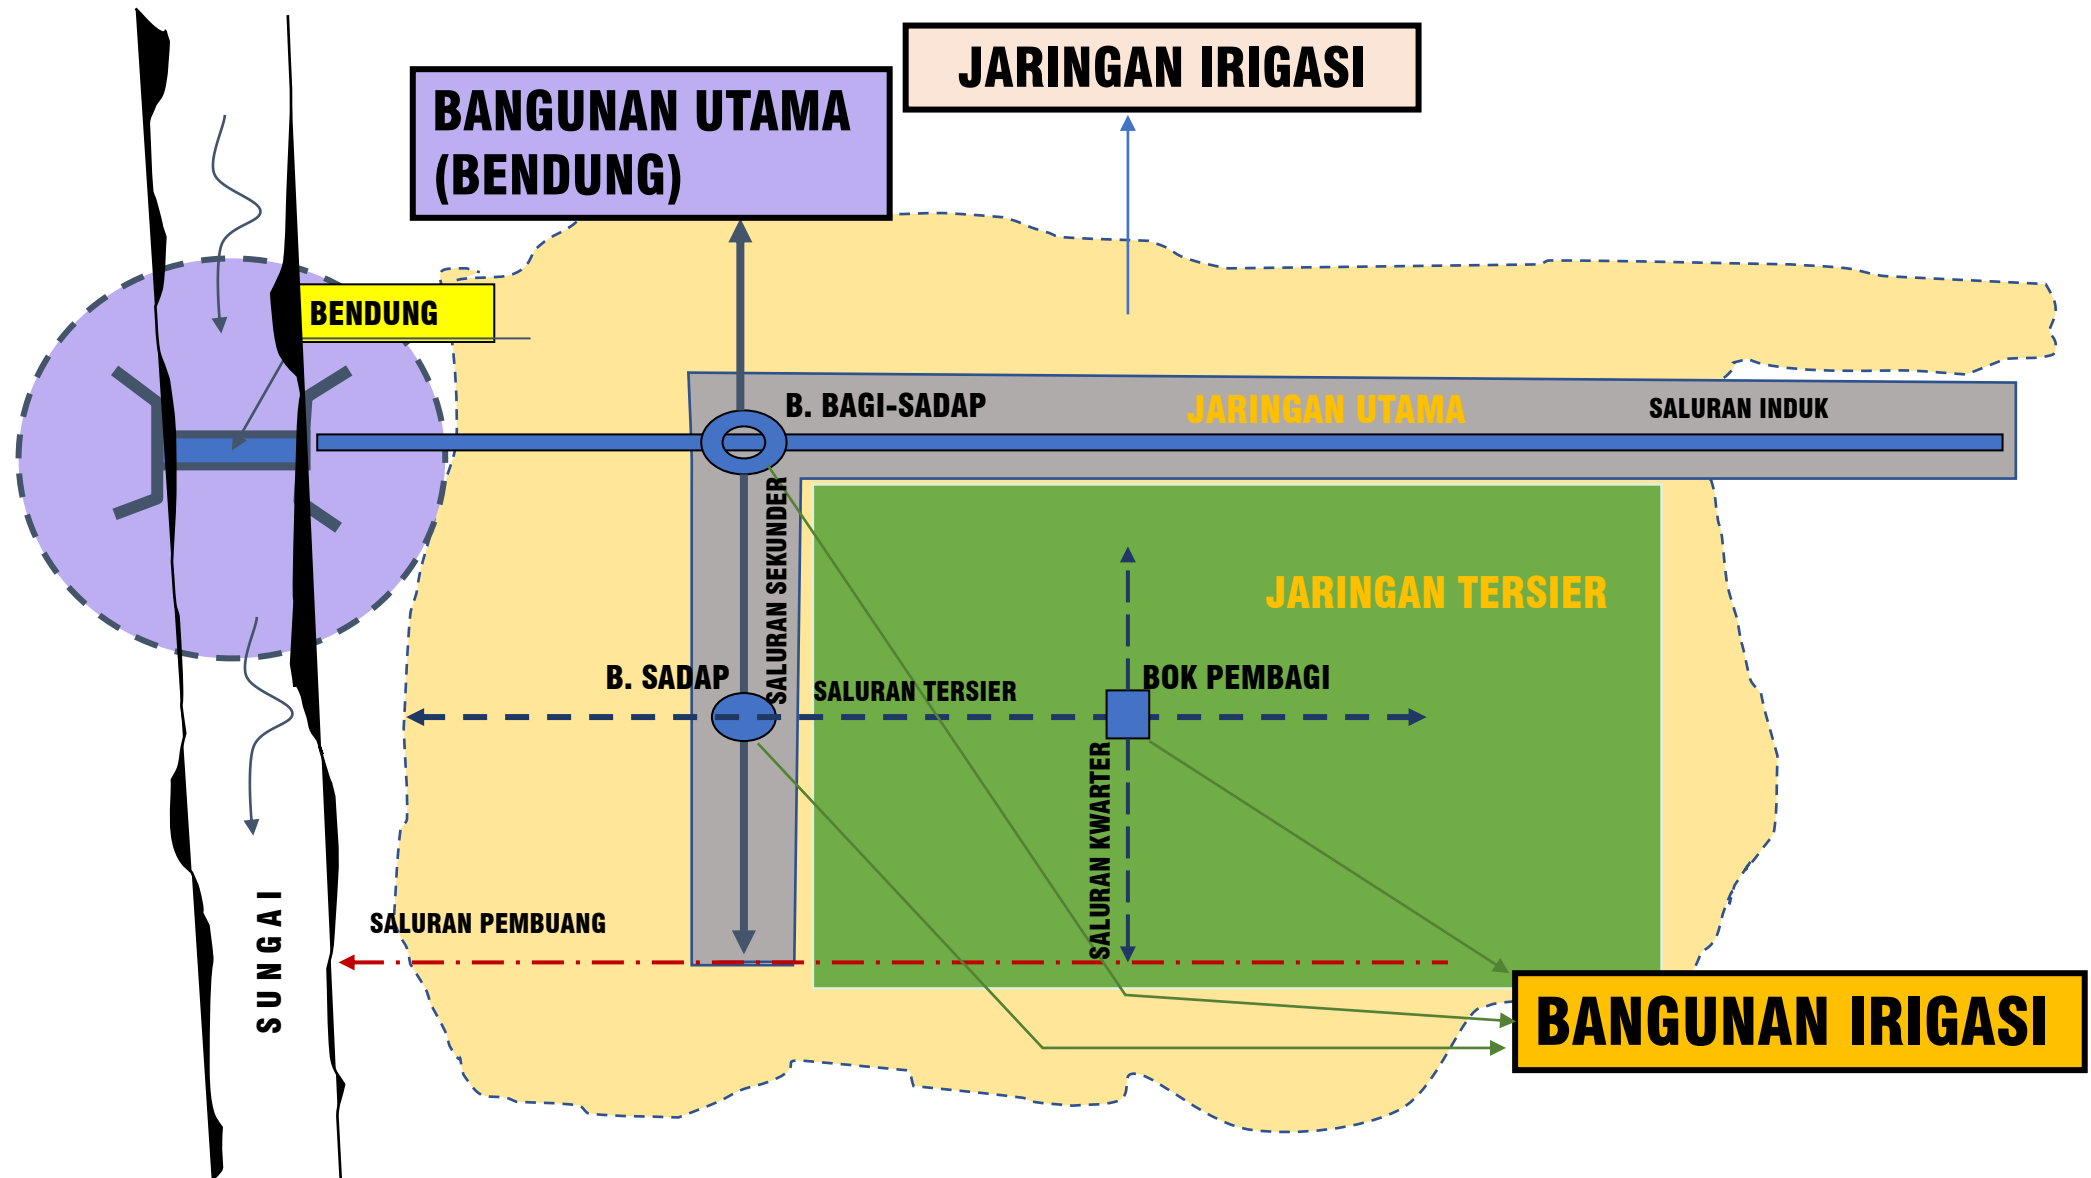 JARINGAN IRIGASI
BANGUNAN UTAMA
(BENDUNG)
BENDUNG
B. BAGI-SADAP
JARINGAN UTAMA
SALURAN INDUK
SALURAN SEKUNDER
JARINGAN TERSIER
B. SADAP
SALURAN TERSIER
BOK PEMBAGI
SALURAN KWARTER
SALURAN PEMBUANG
SUNGAI
BANGUNAN IRIGASI